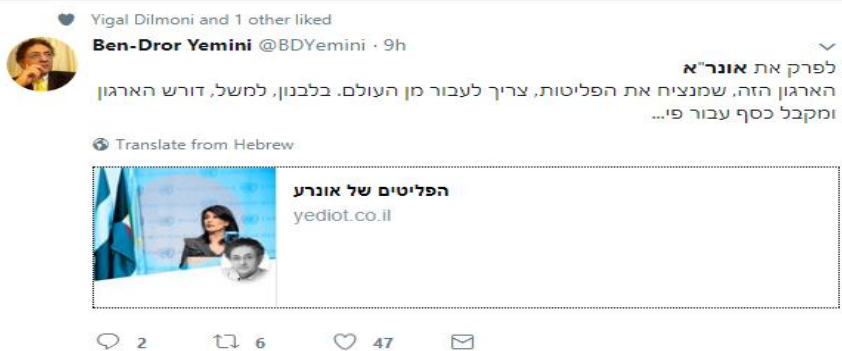 Yigal Dilmoni and 1 other liked
Ben-Dror Yemini @BDYemini · 9h
לפרק את אונר"א
הארגון הזה, שמנציח את הפליטות, צריך לעבור מן העולם. בלבנון, למשל, דורש הארגון
ומקבל כסף עבור פי...
Translate from Hebrew
הפליטים של אונרע
yediot.co.il
2 6 47